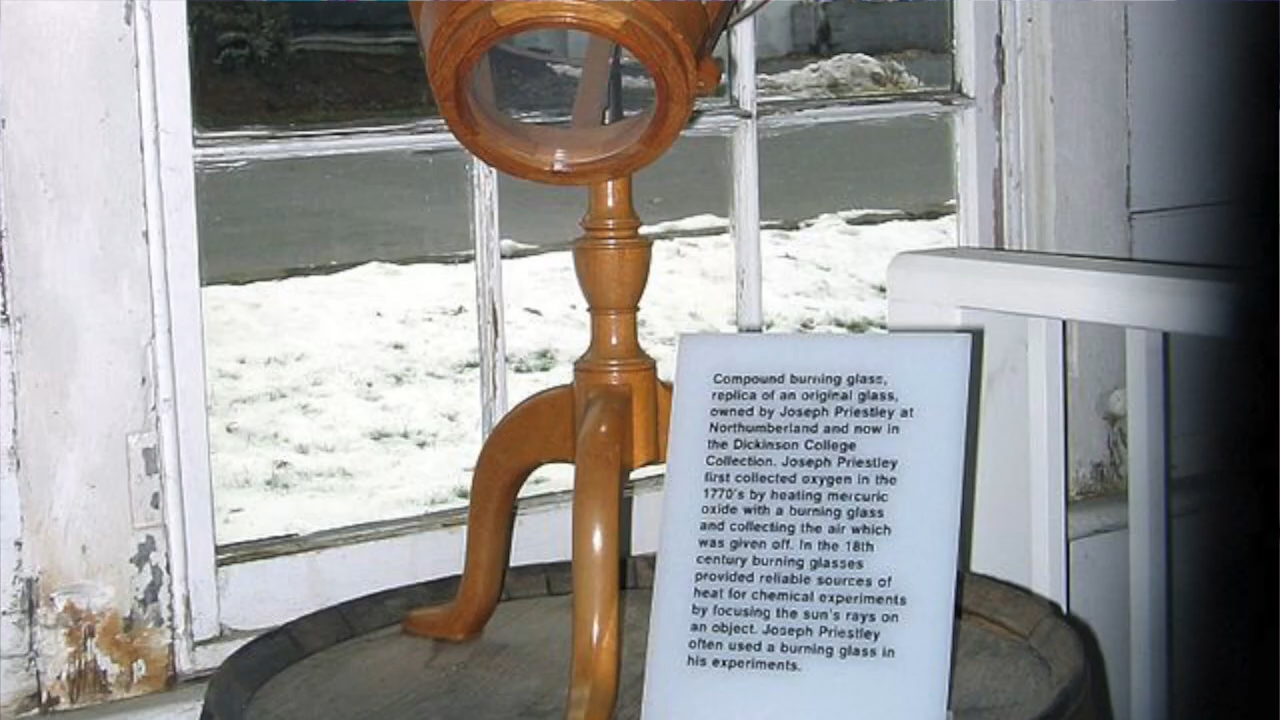 Compound burning glass,
replica of an original glass,
owned by Joseph Priestley at
Northumberland and now in
the Dickinson College
Collection. Joseph Priestley
first collected oxygen in the
1770's by heating mercuric
oxide with a burning glass
and collecting the air which
was given off. In the 18th
century burning glasses
provided reliable sources of
heat for chemical experiments
by focusing the sun's rays on
an object. Joseph Priestley
often used a burning glass in
his experiments.